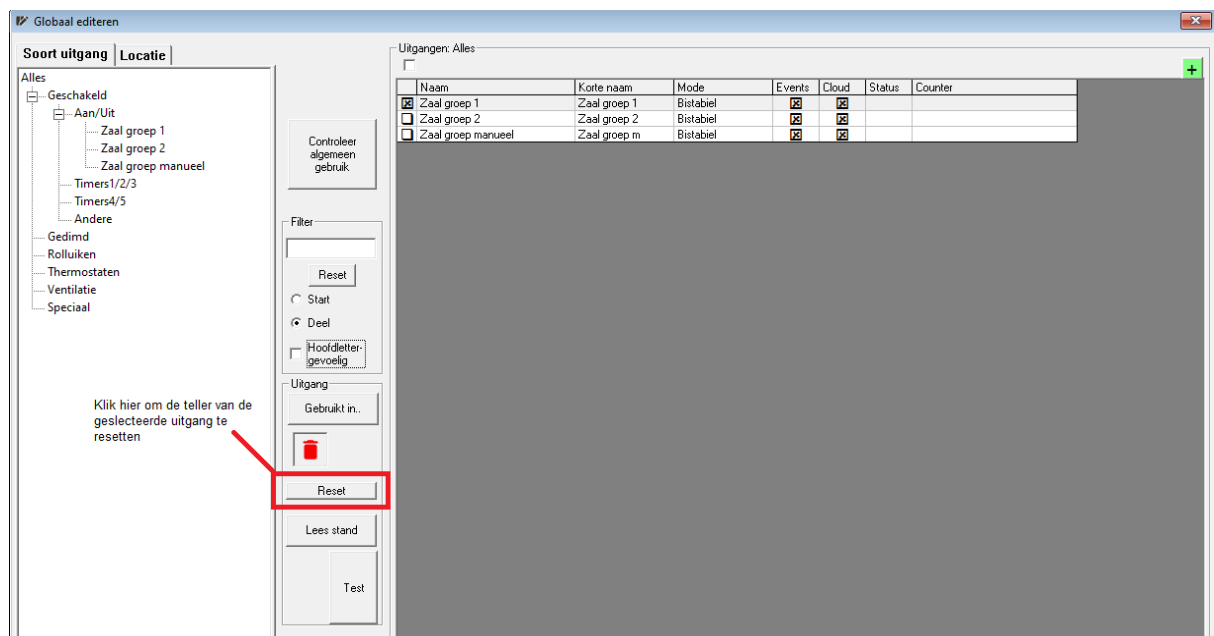 Globaal editeren
Soort uitgang Locatie
Alles
Geschakeld
Aan/Uit
Zaal groep 1
Zaal groep 2
Zaal groep manueel
Timers1/2/3
Timers4/5
Andere
Gedimd
Rolluiken
Thermostaten
Ventilatie
Speciaal
Klik hier om de teller van de
geslecteerde uitgang te
resetten
Controleer
algemeen
gebruik
Filter
Reset
Start
Deel
Hoofdletter-
gevoelig
Uitgang
Gebruikt in..
Reset
Lees stand
Test
Uitgangen: Alles
+
Naam Korte naam Mode Events Cloud Status Counter
Zaal groep 1 Zaal groep 1 Bistabiel
Zaal groep 2 Zaal groep 2 Bistabiel
Zaal groep manueel Zaal groep m Bistabiel